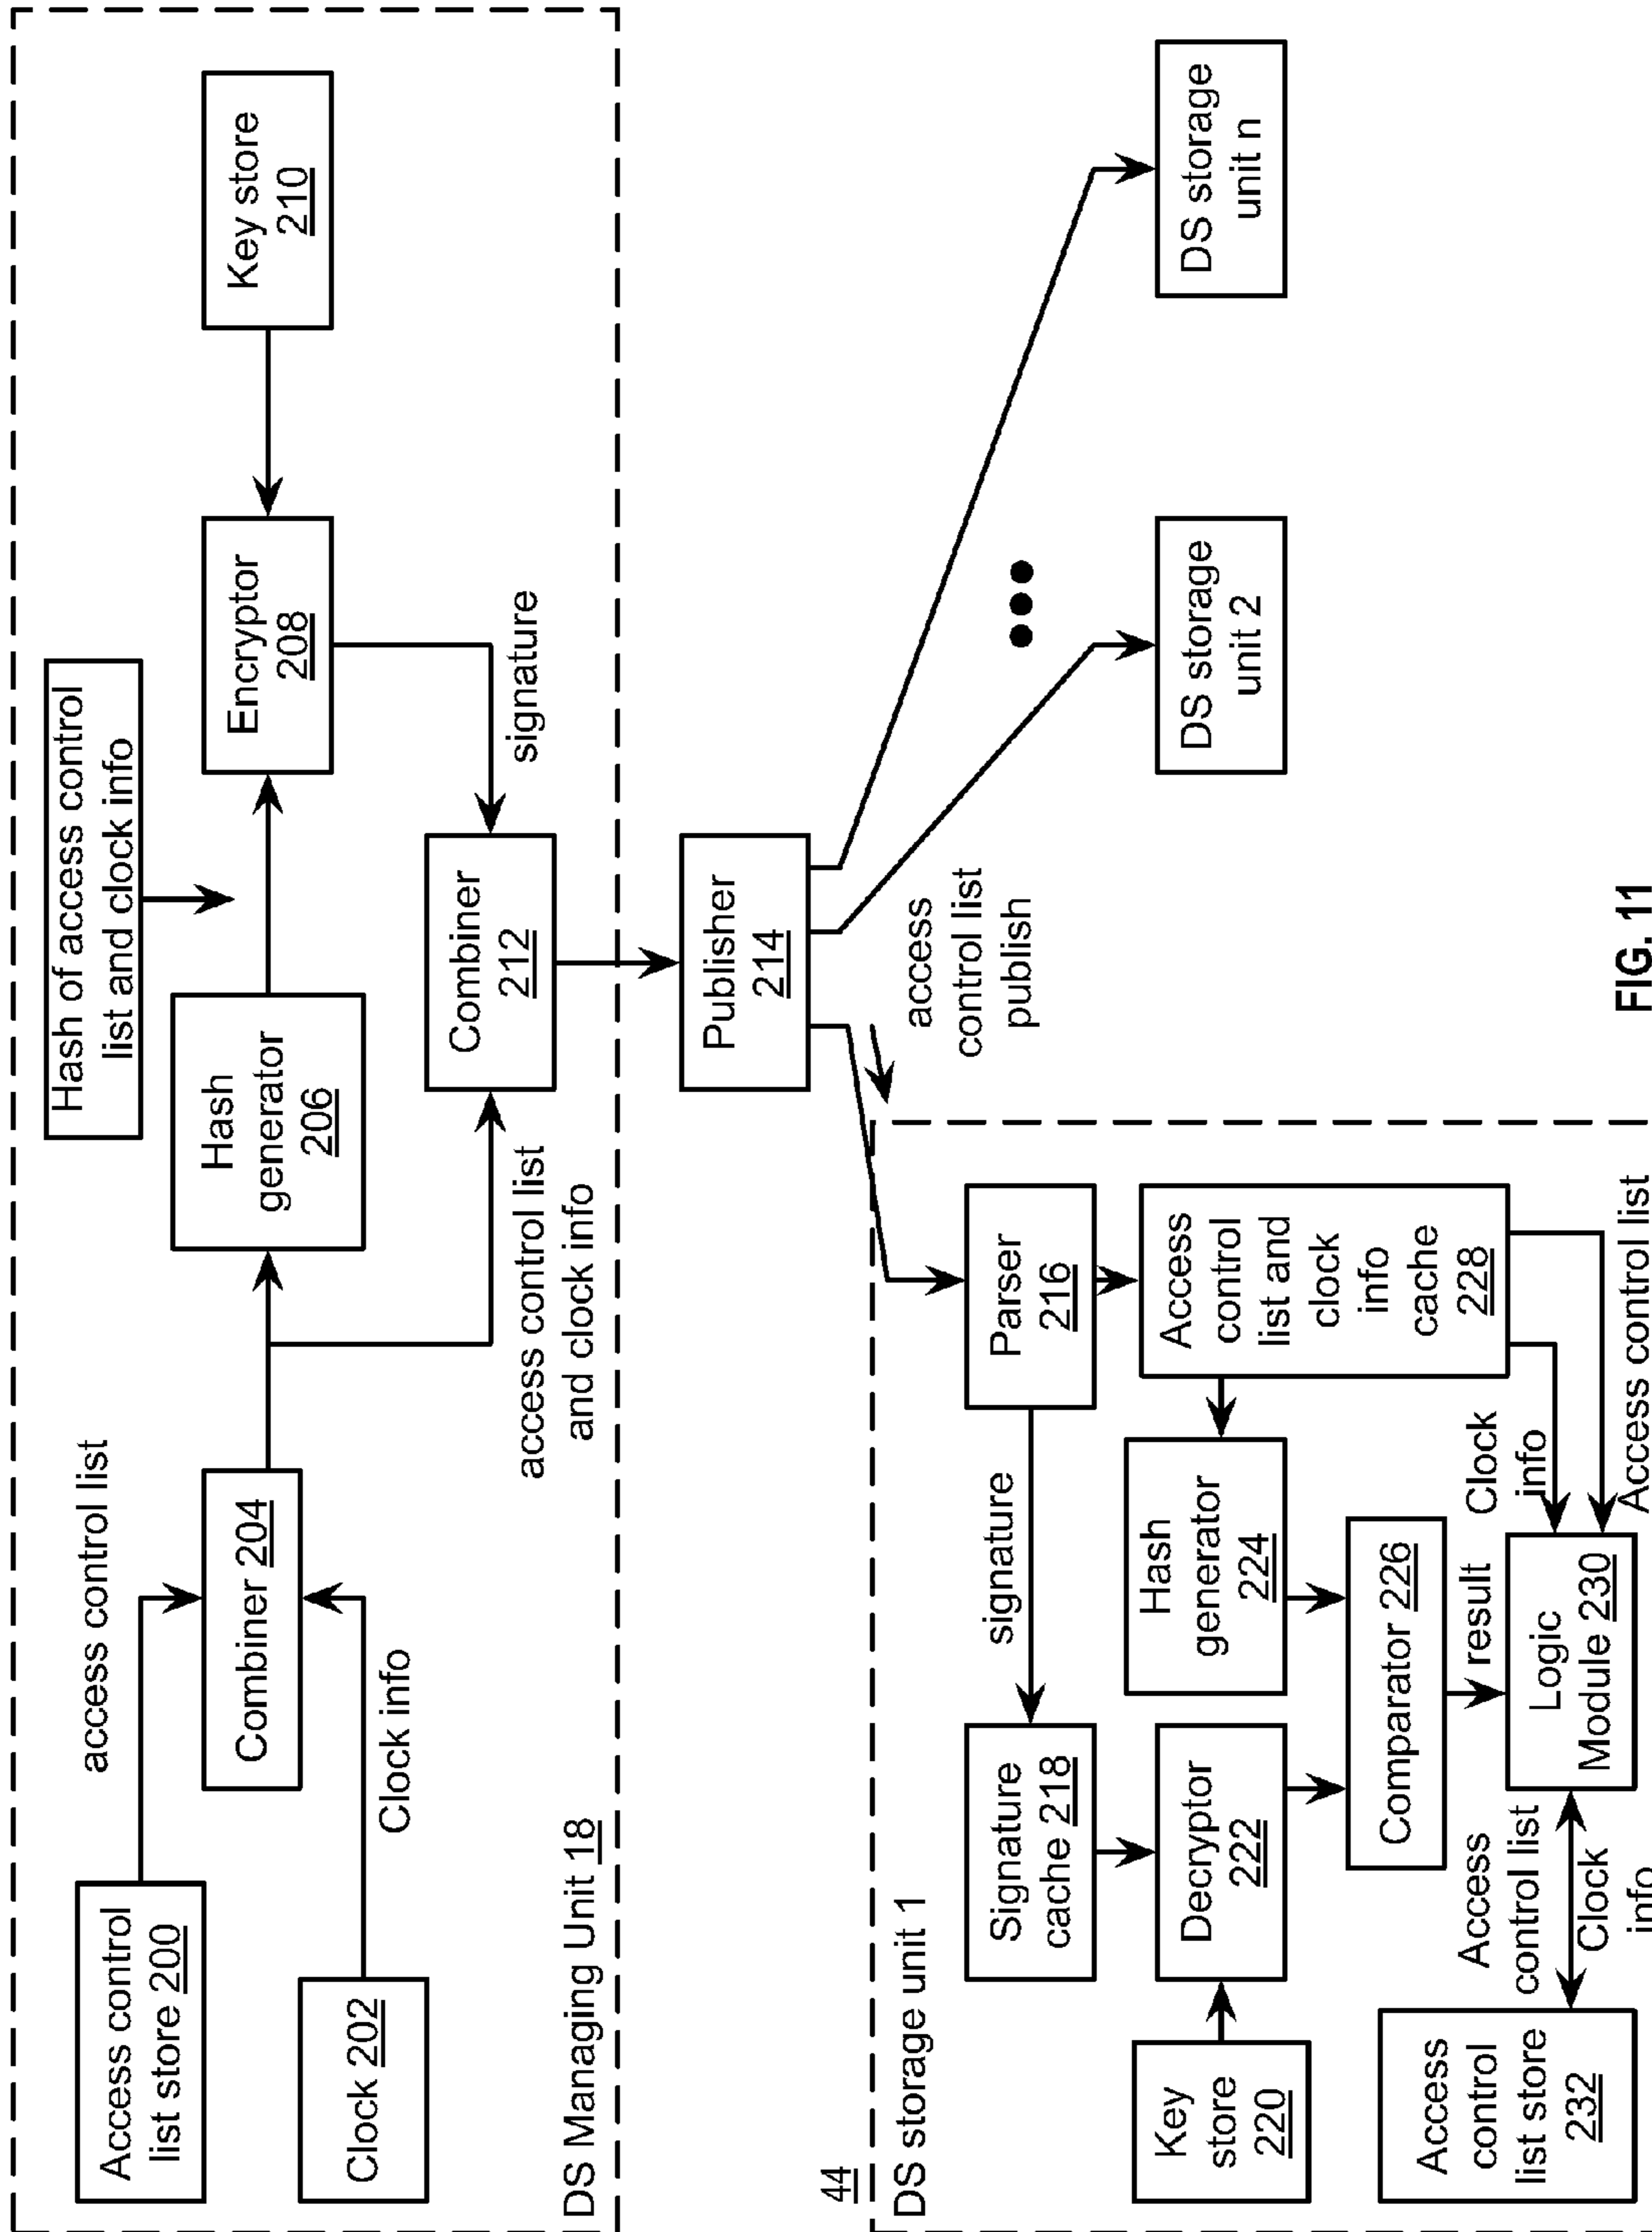 Hash of access control
list and clock info
access control list
Access control
list store 200
Combiner 204
Hash
generator
206
Encryptor
208
Key store
210
Clock 202
Clock info
access control list
and clock info
Combiner
212
signature
DS Managing Unit 18
Publisher
214
44
DS storage unit 1
access
control list
publish
Signature
cache 218
signature
Parser
216
DS storage
unit 2
DS storage
unit n
Key
store
220
Decryptor
222
Hash
generator
224
Access
control
list and
clock
info
cache
228
Comparator 226
Access
control list
store
232
Access
control list
Clock
info
result
Logic
Module 230
Clock
info
Access control list
FIG. 11